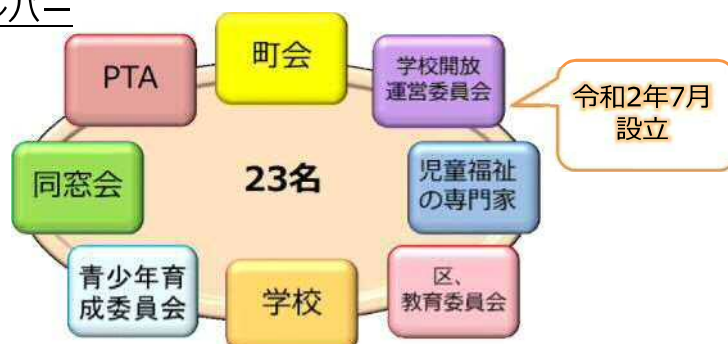 バー
PTA
町会
学校開放
運営委員会
令和2年7月
設立
同窓会
23名
児童福祉
の専門家
青少年育
成委員会
学校
区、
教育委員会